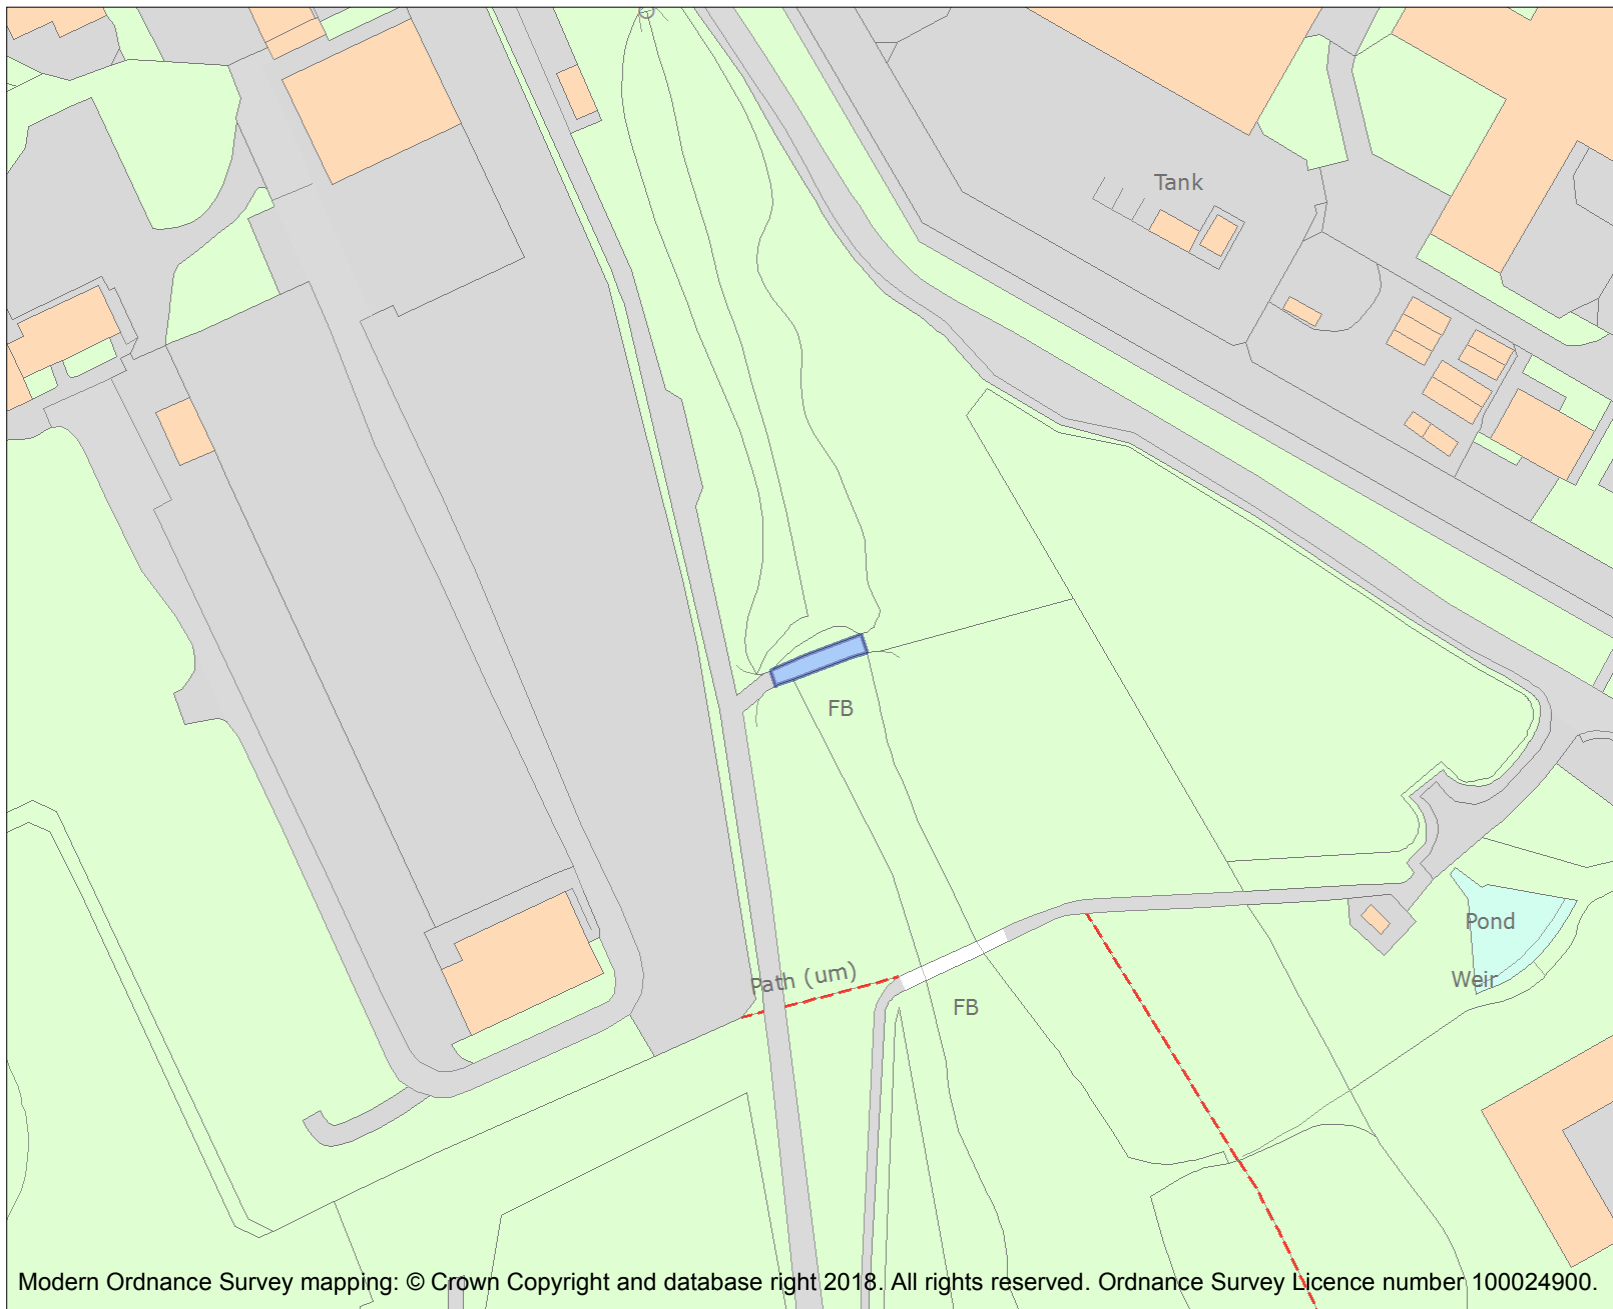 Tank
FB
Pond
Path (um)
Weir
FB
Modern Ordnance Survey mapping: © Crown Copyright and database right 2018. All rights reserved. Ordnance Survey Licence number 100024900.